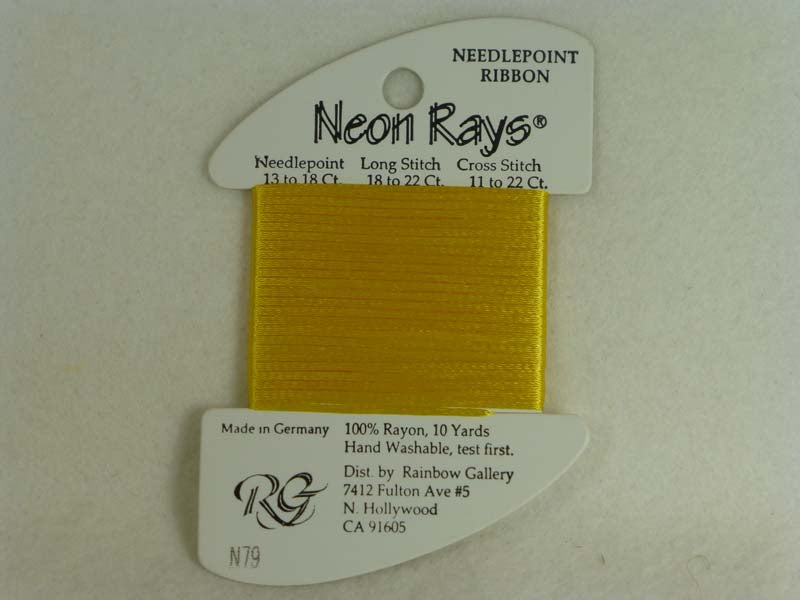 NEEDLEPOINT
RIBBON
Neon Rays®
Needlepoint Long Stitch Cross Stitch
13 to 18 Ct. 18 to 22 Ct. 11 to 22 Ct.
Made in Germany
100% Rayon, 10 Yards
Hand Washable, test first.
Dist. by Rainbow Gallery
7412 Fulton Ave #5
N. Hollywood
CA 91605
RG
N79